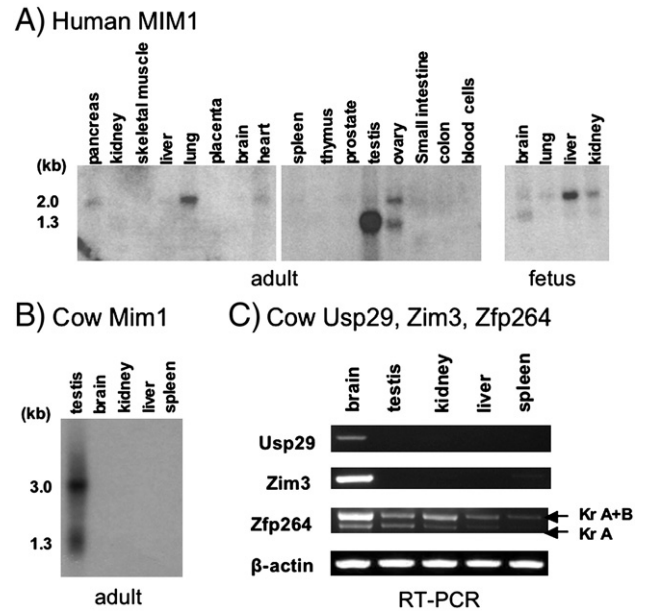 A) Human MIM1
pancreas
kidney
skeletal muscle
liver
lung
placenta
brain
heart
spleen
thymus
prostate
testis
ovary
Small intestine
colon
blood cells
brain
lung
liver
kidney
(kb)
2.0
1.3
adult
fetus
B) Cow Mim1
testis
brain
kidney
liver
spleen
(kb)
3.0
1.3
adult
C) Cow Usp29, Zim3, Zfp264
brain
testis
kidney
liver
spleen
Usp29
Zim3
Zfp264
Kr A+B
Kr A
β-actin
RT-PCR